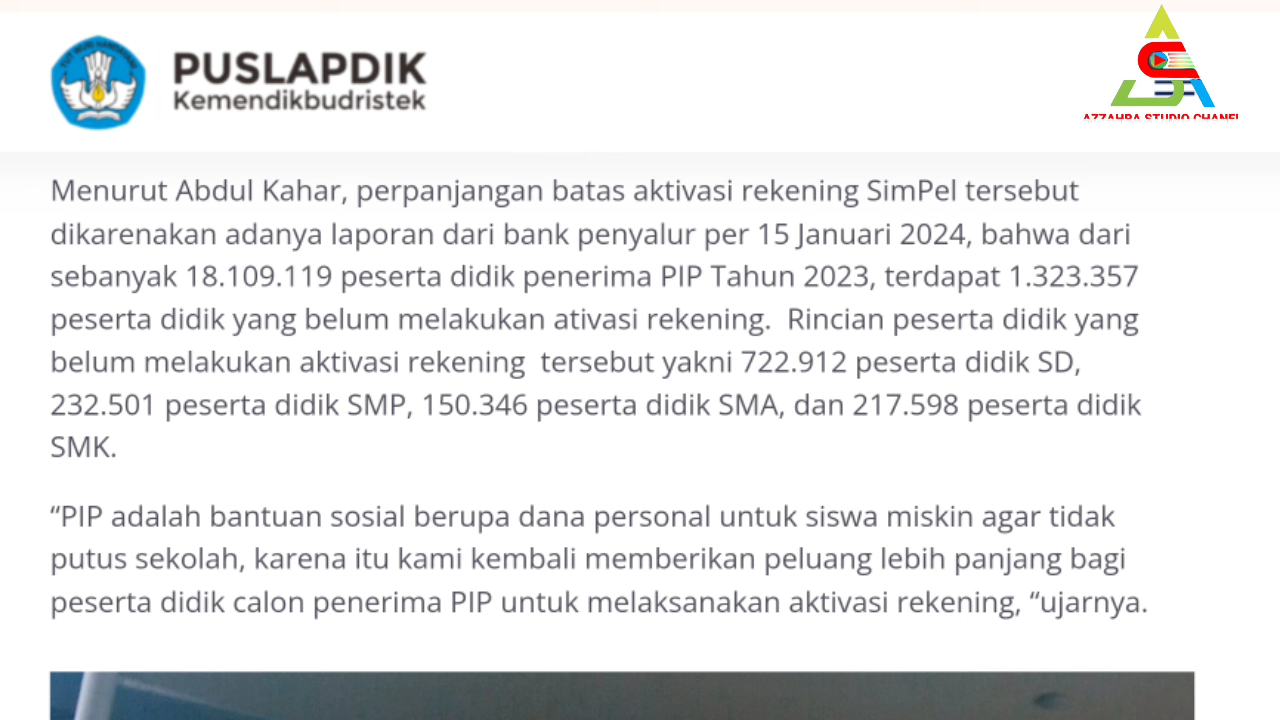 PUSLAPDIK
Kemendikbudristek
AZZAHRA STUDIO CHANEL
Menurut Abdul Kahar, perpanjangan batas aktivasi rekening SimPel tersebut
dikarenakan adanya laporan dari bank penyalur per 15 Januari 2024, bahwa dari
sebanyak 18.109.119 peserta didik penerima PIP Tahun 2023, terdapat 1.323.357
peserta didik yang belum melakukan ativasi rekening.  Rincian peserta didik yang
belum melakukan aktivasi rekening  tersebut yakni 722.912 peserta didik SD,
232.501 peserta didik SMP, 150.346 peserta didik SMA, dan 217.598 peserta didik
SMK.
“PIP adalah bantuan sosial berupa dana personal untuk siswa miskin agar tidak
putus sekolah, karena itu kami kembali memberikan peluang lebih panjang bagi
peserta didik calon penerima PIP untuk melaksanakan aktivasi rekening, “ujarnya.